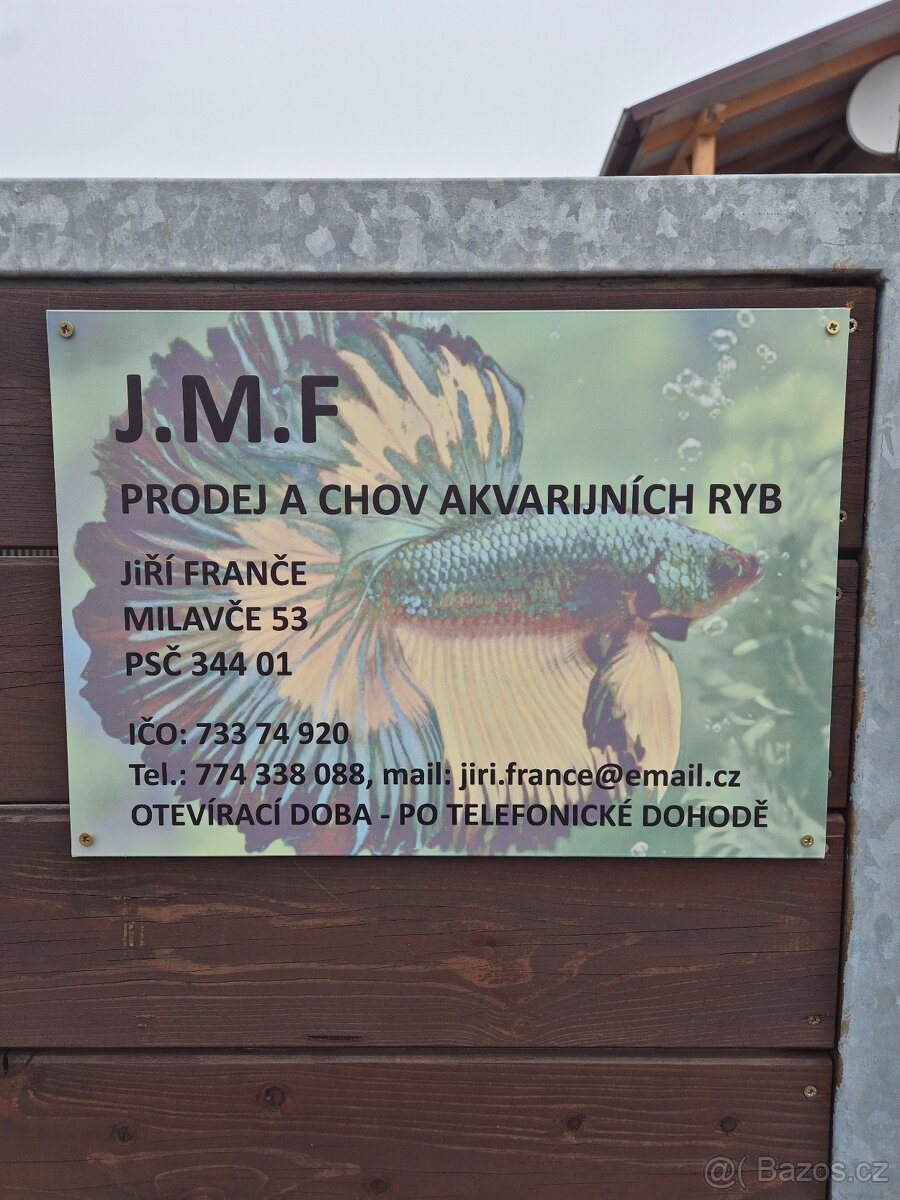 J.M.F
PRODEJ A CHOV AKVARIJNÍCH RYB
JiŘÍ FRANČE
MILAVČE 53
PSČ 344 01
IČO: 733 74 920
Tel.: 774 338 088, mail: jiri.france@email.cz
OTEVÍRACÍ DOBA - PO TELEFONICKÉ DOHODĚ
@( Bazos.cz